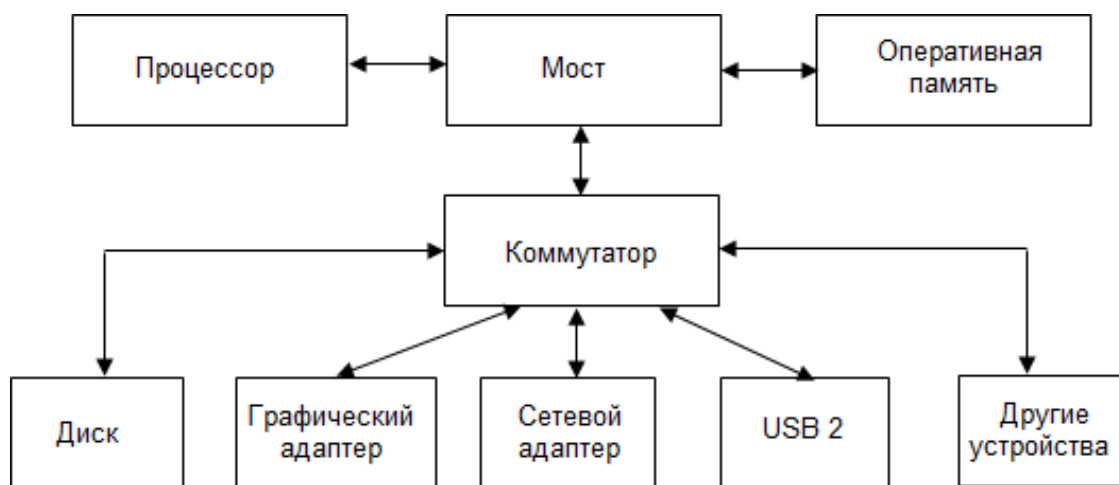 Процессор
Мост
Оперативная
память
Коммутатор
Диск
Графический
адаптер
Сетевой
адаптер
USB 2
Другие
устройства